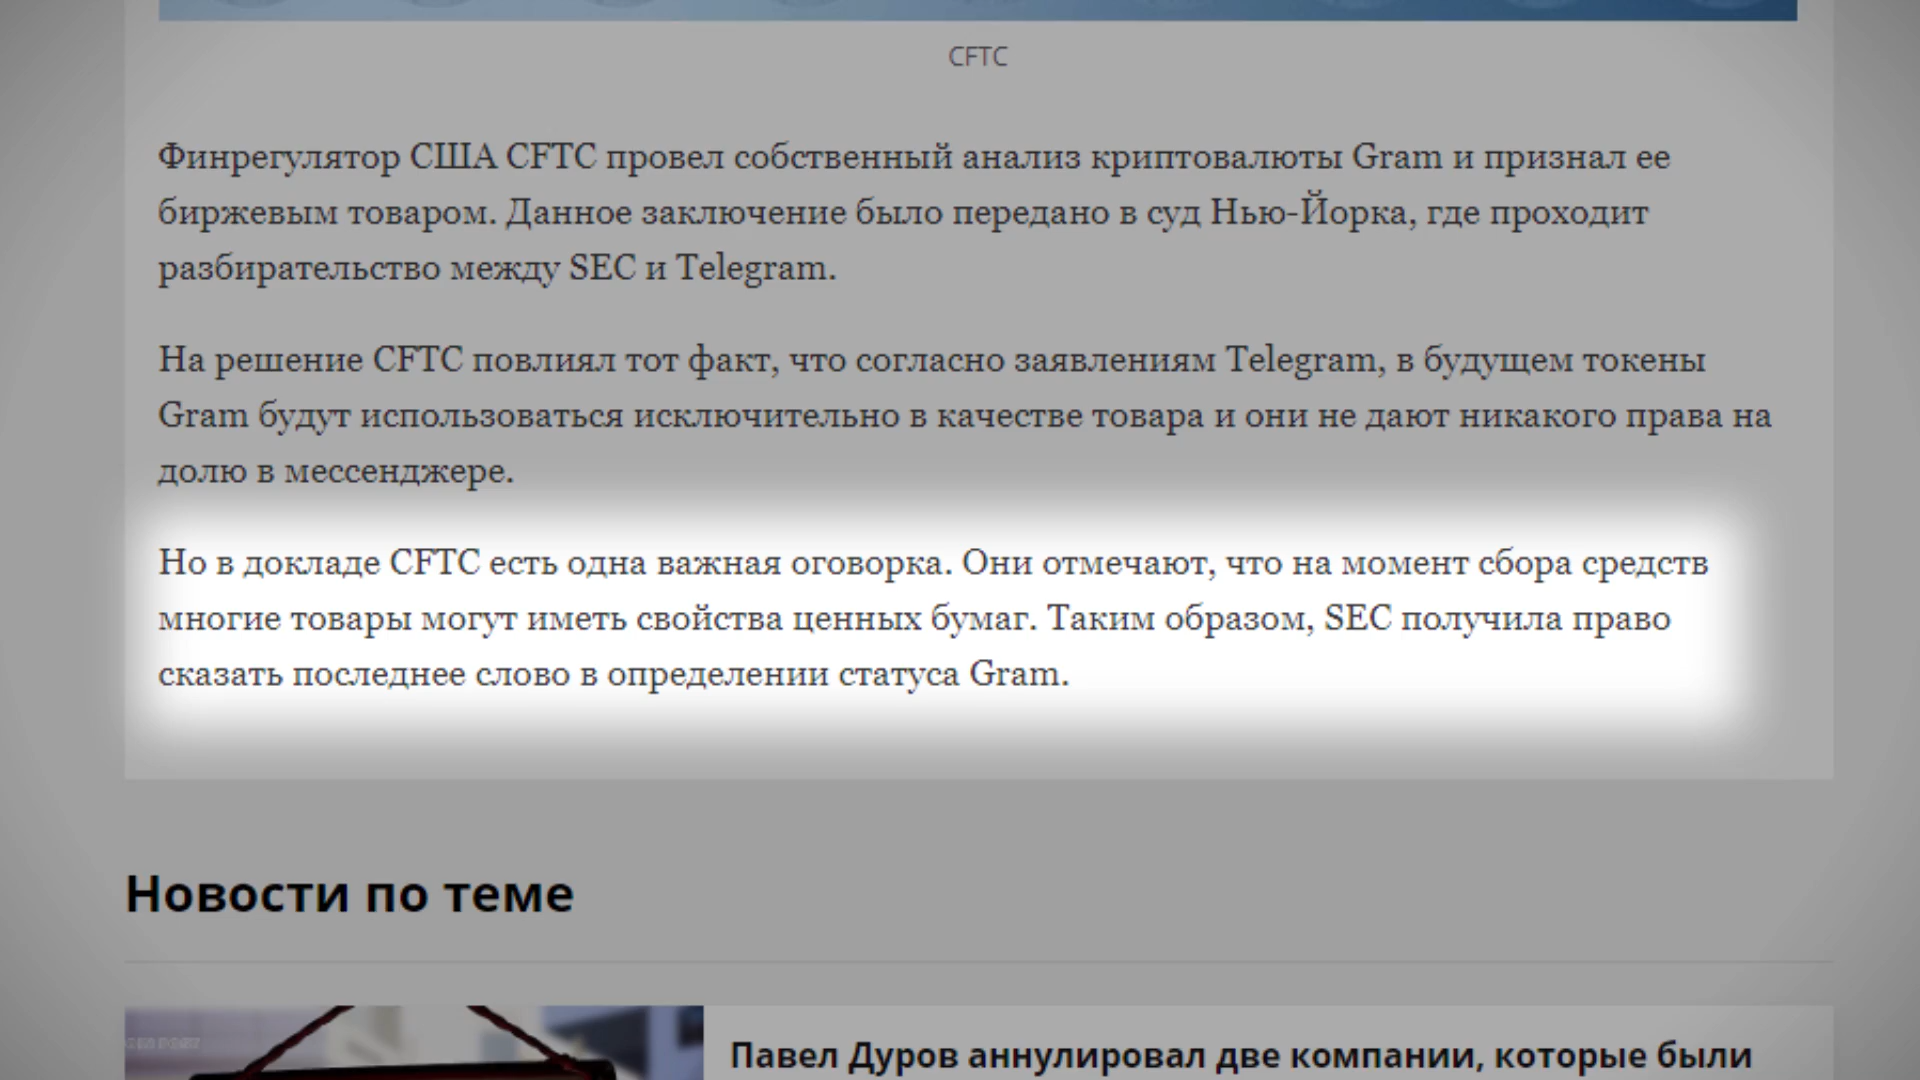 CFTC
Финрегулятор США CFTC провел собственный анализ криптовалюты Gram и признал ее
биржевым товаром. Данное заключение было передано в суд Нью-Йорка, где проходит
разбирательство между SEC и Telegram.
На решение CFTC повлиял тот факт, что согласно заявлениям Telegram, в будущем токены
Gram будут использоваться исключительно в качестве товара и они не дают никакого права на
долю в мессенджере.
Но в докладе CFTC есть одна важная оговорка. Они отмечают, что на момент сбора средств
многие товары могут иметь свойства ценных бумаг. Таким образом, SEC получила право
сказать последнее слово в определении статуса Gram.
Новости по теме
Павел Дуров аннулировал две компании, которые были